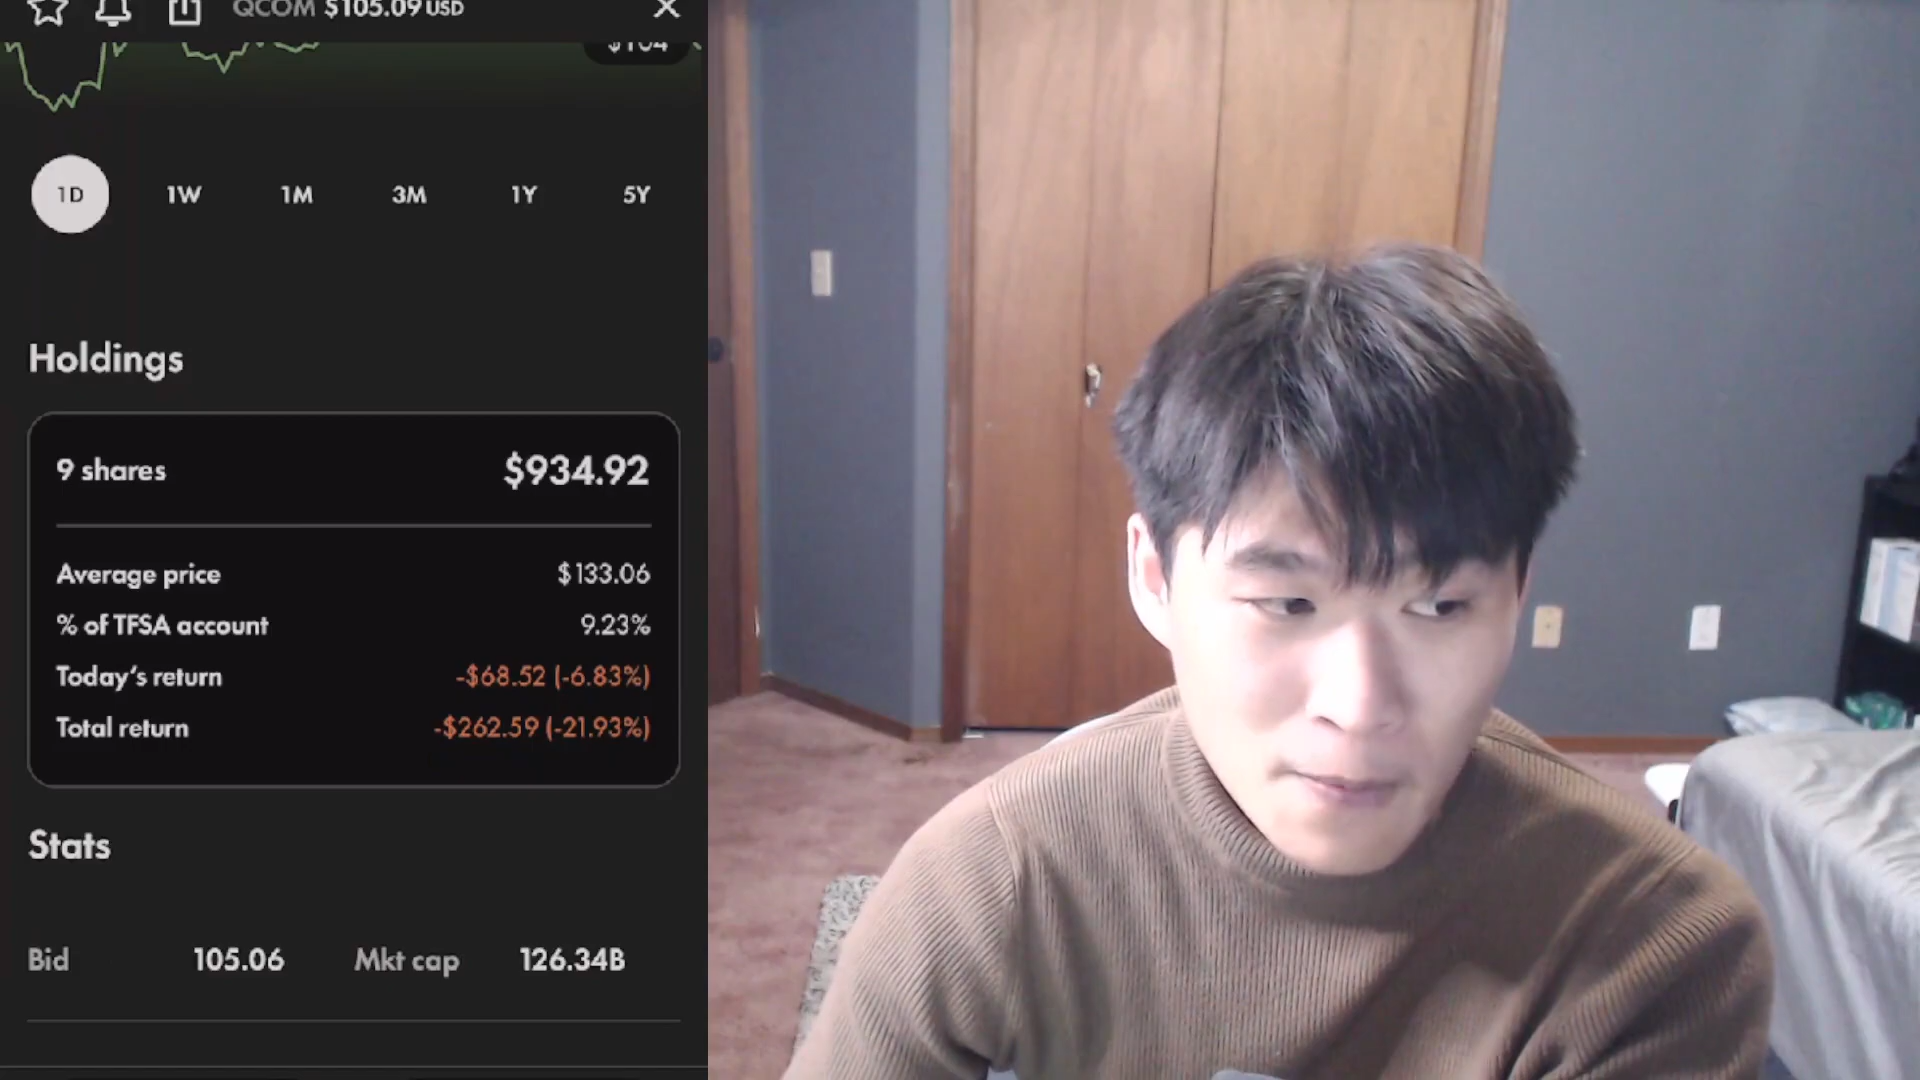 QCOM $105.09 USD
$104
1D 1W 1M 3M 1Y 5Y
Holdings
9 shares $934.92
Average price $133.06
% of TFSA account 9.23%
Today's return -$68.52 (-6.83%)
Total return -$262.59 (-21.93%)
Stats
Bid 105.06 Mkt cap 126.34B